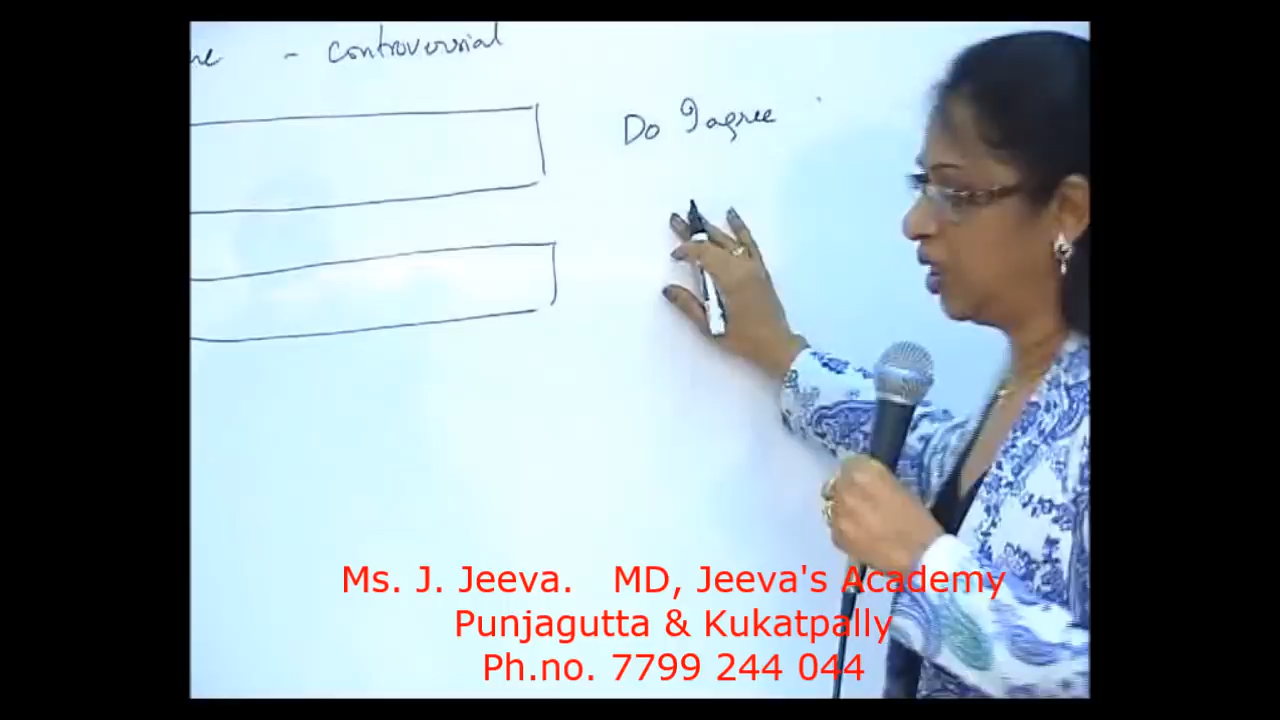 - controversial
Do I agree
Ms. J. Jeeva. MD, Jeeva's Academy
Punjagutta & Kukatpally
Ph.no. 7799 244 044